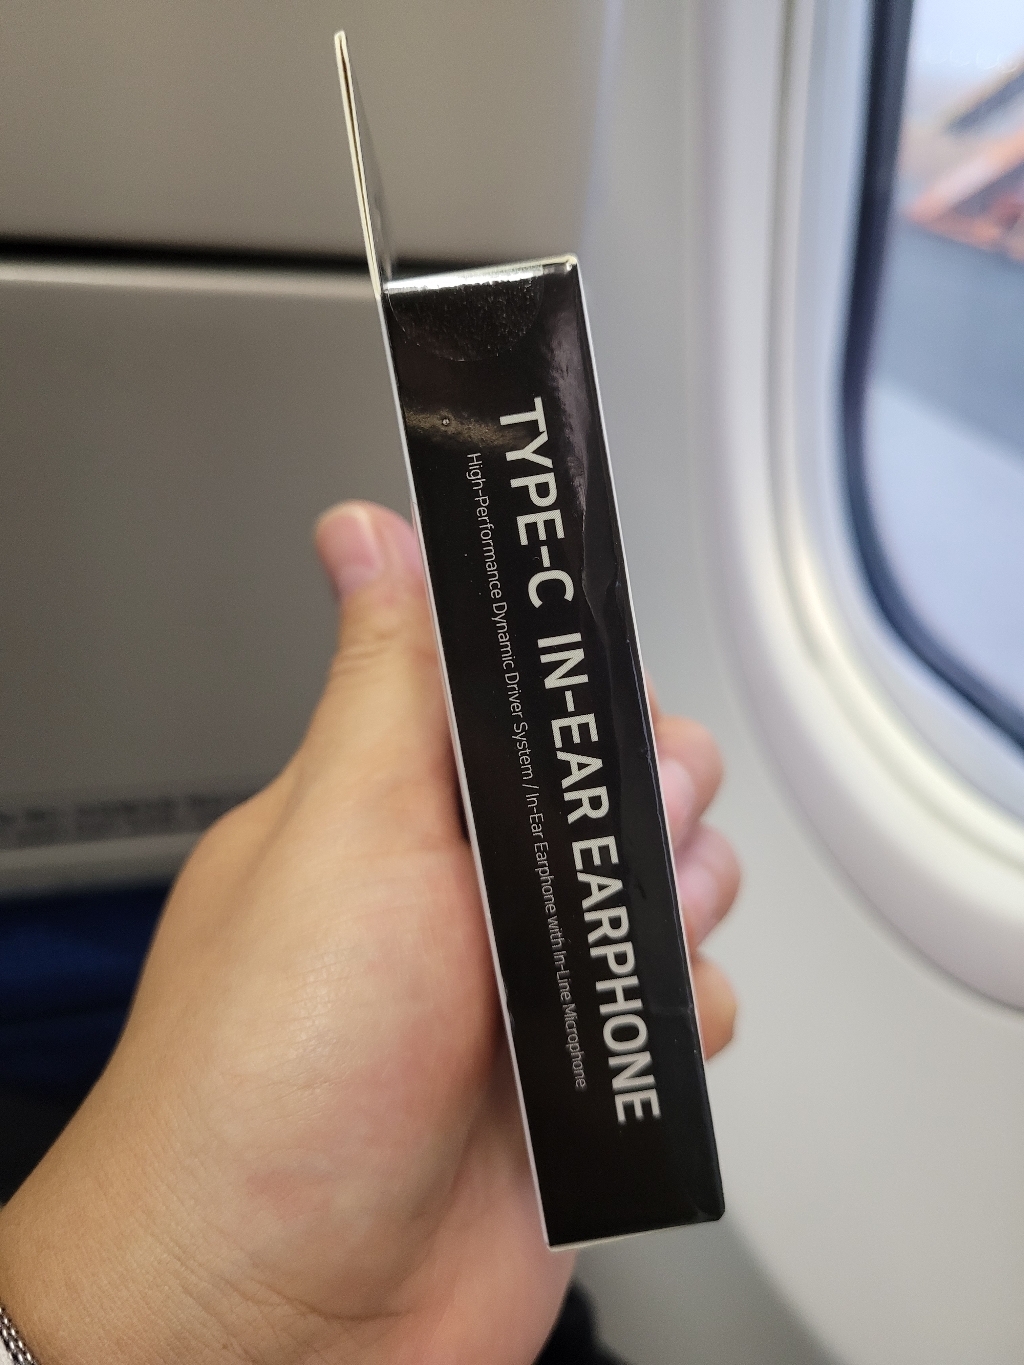 TYPE-C IN-EAR EARPHONE
High-Performance Dynamic Driver System / In-Ear Earphone with In-Line Microphone